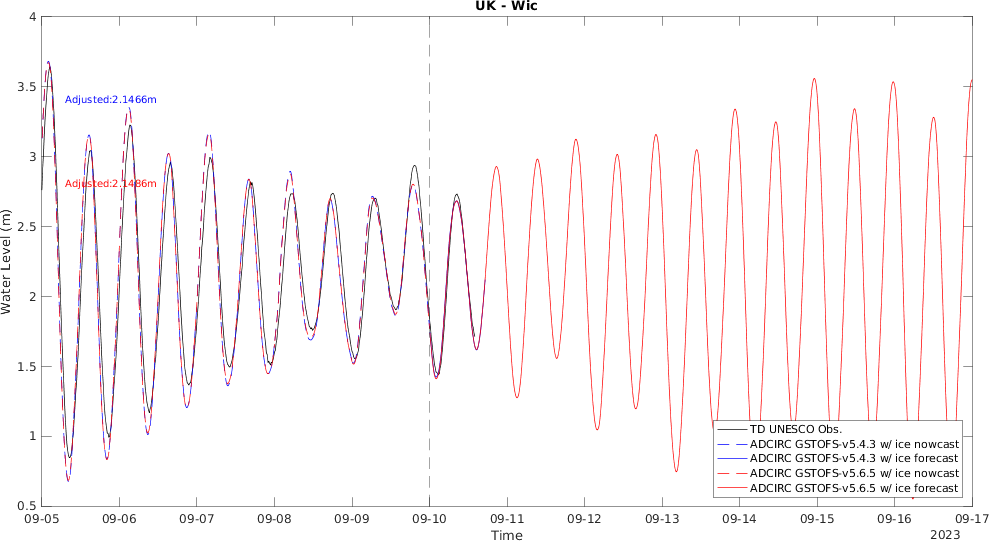 UK - Wic
4
3.5
3
2.5
2
1.5
1
0.5
Water Level (m)
Adjusted:2.1466m
Adjusted:2.1486m
TD UNESCO Obs.
ADCIRC GSTOFS-v5.4.3 w/ ice nowcast
ADCIRC GSTOFS-v5.4.3 w/ ice forecast
ADCIRC GSTOFS-v5.6.5 w/ ice nowcast
ADCIRC GSTOFS-v5.6.5 w/ ice forecast
09-05 09-06 09-07 09-08 09-09 09-10 09-11 09-12 09-13 09-14 09-15 09-16 09-17
Time
2023